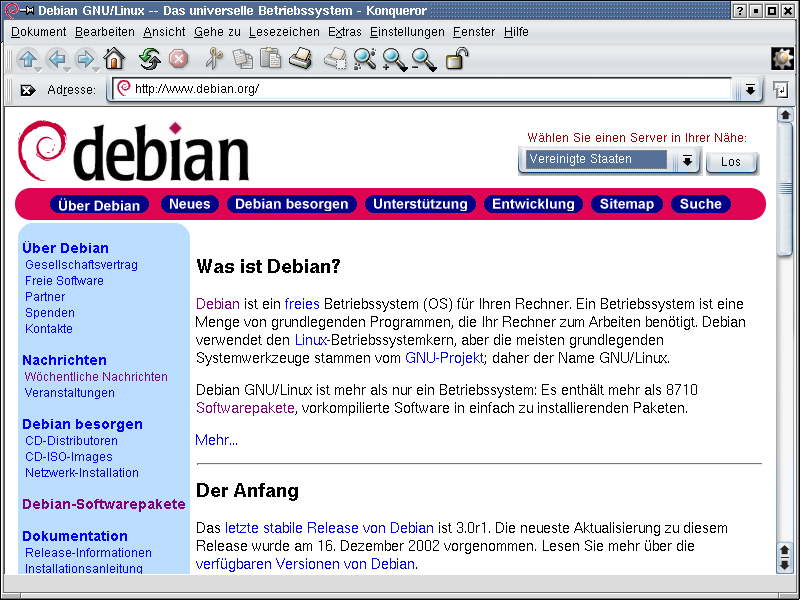 Debian GNU/Linux -- Das universelle Betriebssystem - Konqueror
Dokument Bearbeiten Ansicht Gehe zu Lesezeichen Extras Einstellungen Fenster Hilfe
Adresse: http://www.debian.org/
debian
Wählen Sie einen Server in Ihrer Nähe:
Vereinigte Staaten Los
Über Debian Neues Debian besorgen Unterstützung Entwicklung Sitemap Suche
Über Debian
Gesellschaftsvertrag
Freie Software
Partner
Spenden
Kontakte
Nachrichten
Wöchentliche Nachrichten
Veranstaltungen
Debian besorgen
CD-Distributoren
CD-ISO-Images
Netzwerk-Installation
Debian-Softwarepakete
Dokumentation
Release-Informationen
Installationsanleitung
Was ist Debian?
Debian ist ein freies Betriebssystem (OS) für Ihren Rechner. Ein Betriebssystem ist eine
Menge von grundlegenden Programmen, die Ihr Rechner zum Arbeiten benötigt. Debian
verwendet den Linux-Betriebssystemkern, aber die meisten grundlegenden
Systemwerkzeuge stammen vom GNU-Projekt; daher der Name GNU/Linux.
Debian GNU/Linux ist mehr als nur ein Betriebssystem: Es enthält mehr als 8710
Softwarepakete, vorkompilierte Software in einfach zu installierenden Paketen.
Mehr...
Der Anfang
Das letzte stabile Release von Debian ist 3.0r1. Die neueste Aktualisierung zu diesem
Release wurde am 16. Dezember 2002 vorgenommen. Lesen Sie mehr über die
verfügbaren Versionen von Debian.